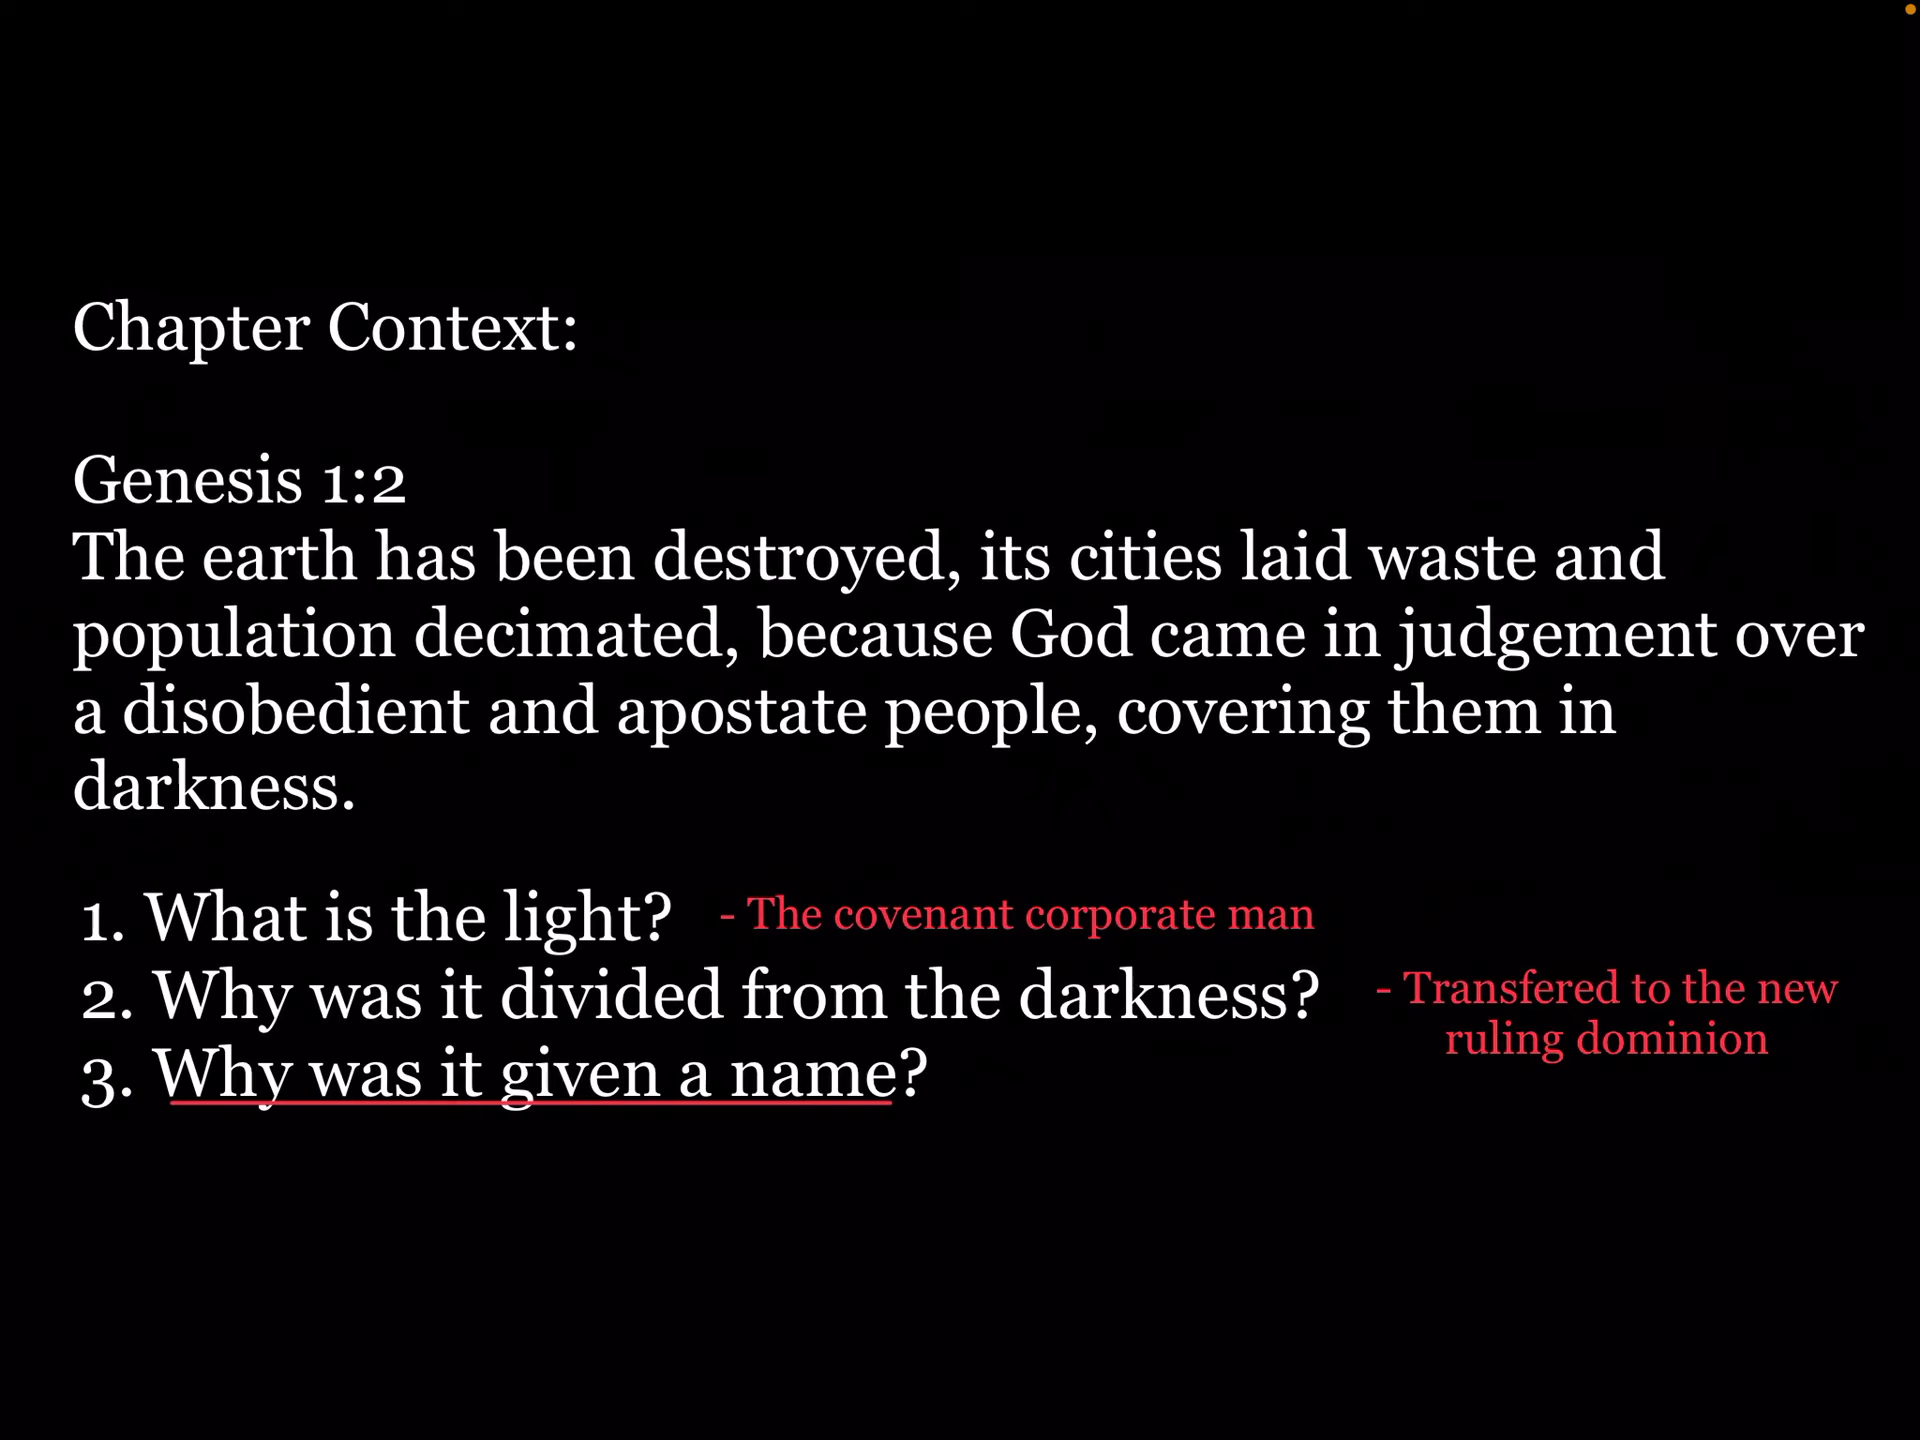 Chapter Context:
Genesis 1:2
The earth has been destroyed, its cities laid waste and
population decimated, because God came in judgement over
a disobedient and apostate people, covering them in
darkness.
1. What is the light? - The covenant corporate man
2. Why was it divided from the darkness? - Transfered to the new
ruling dominion
3. Why was it given a name?